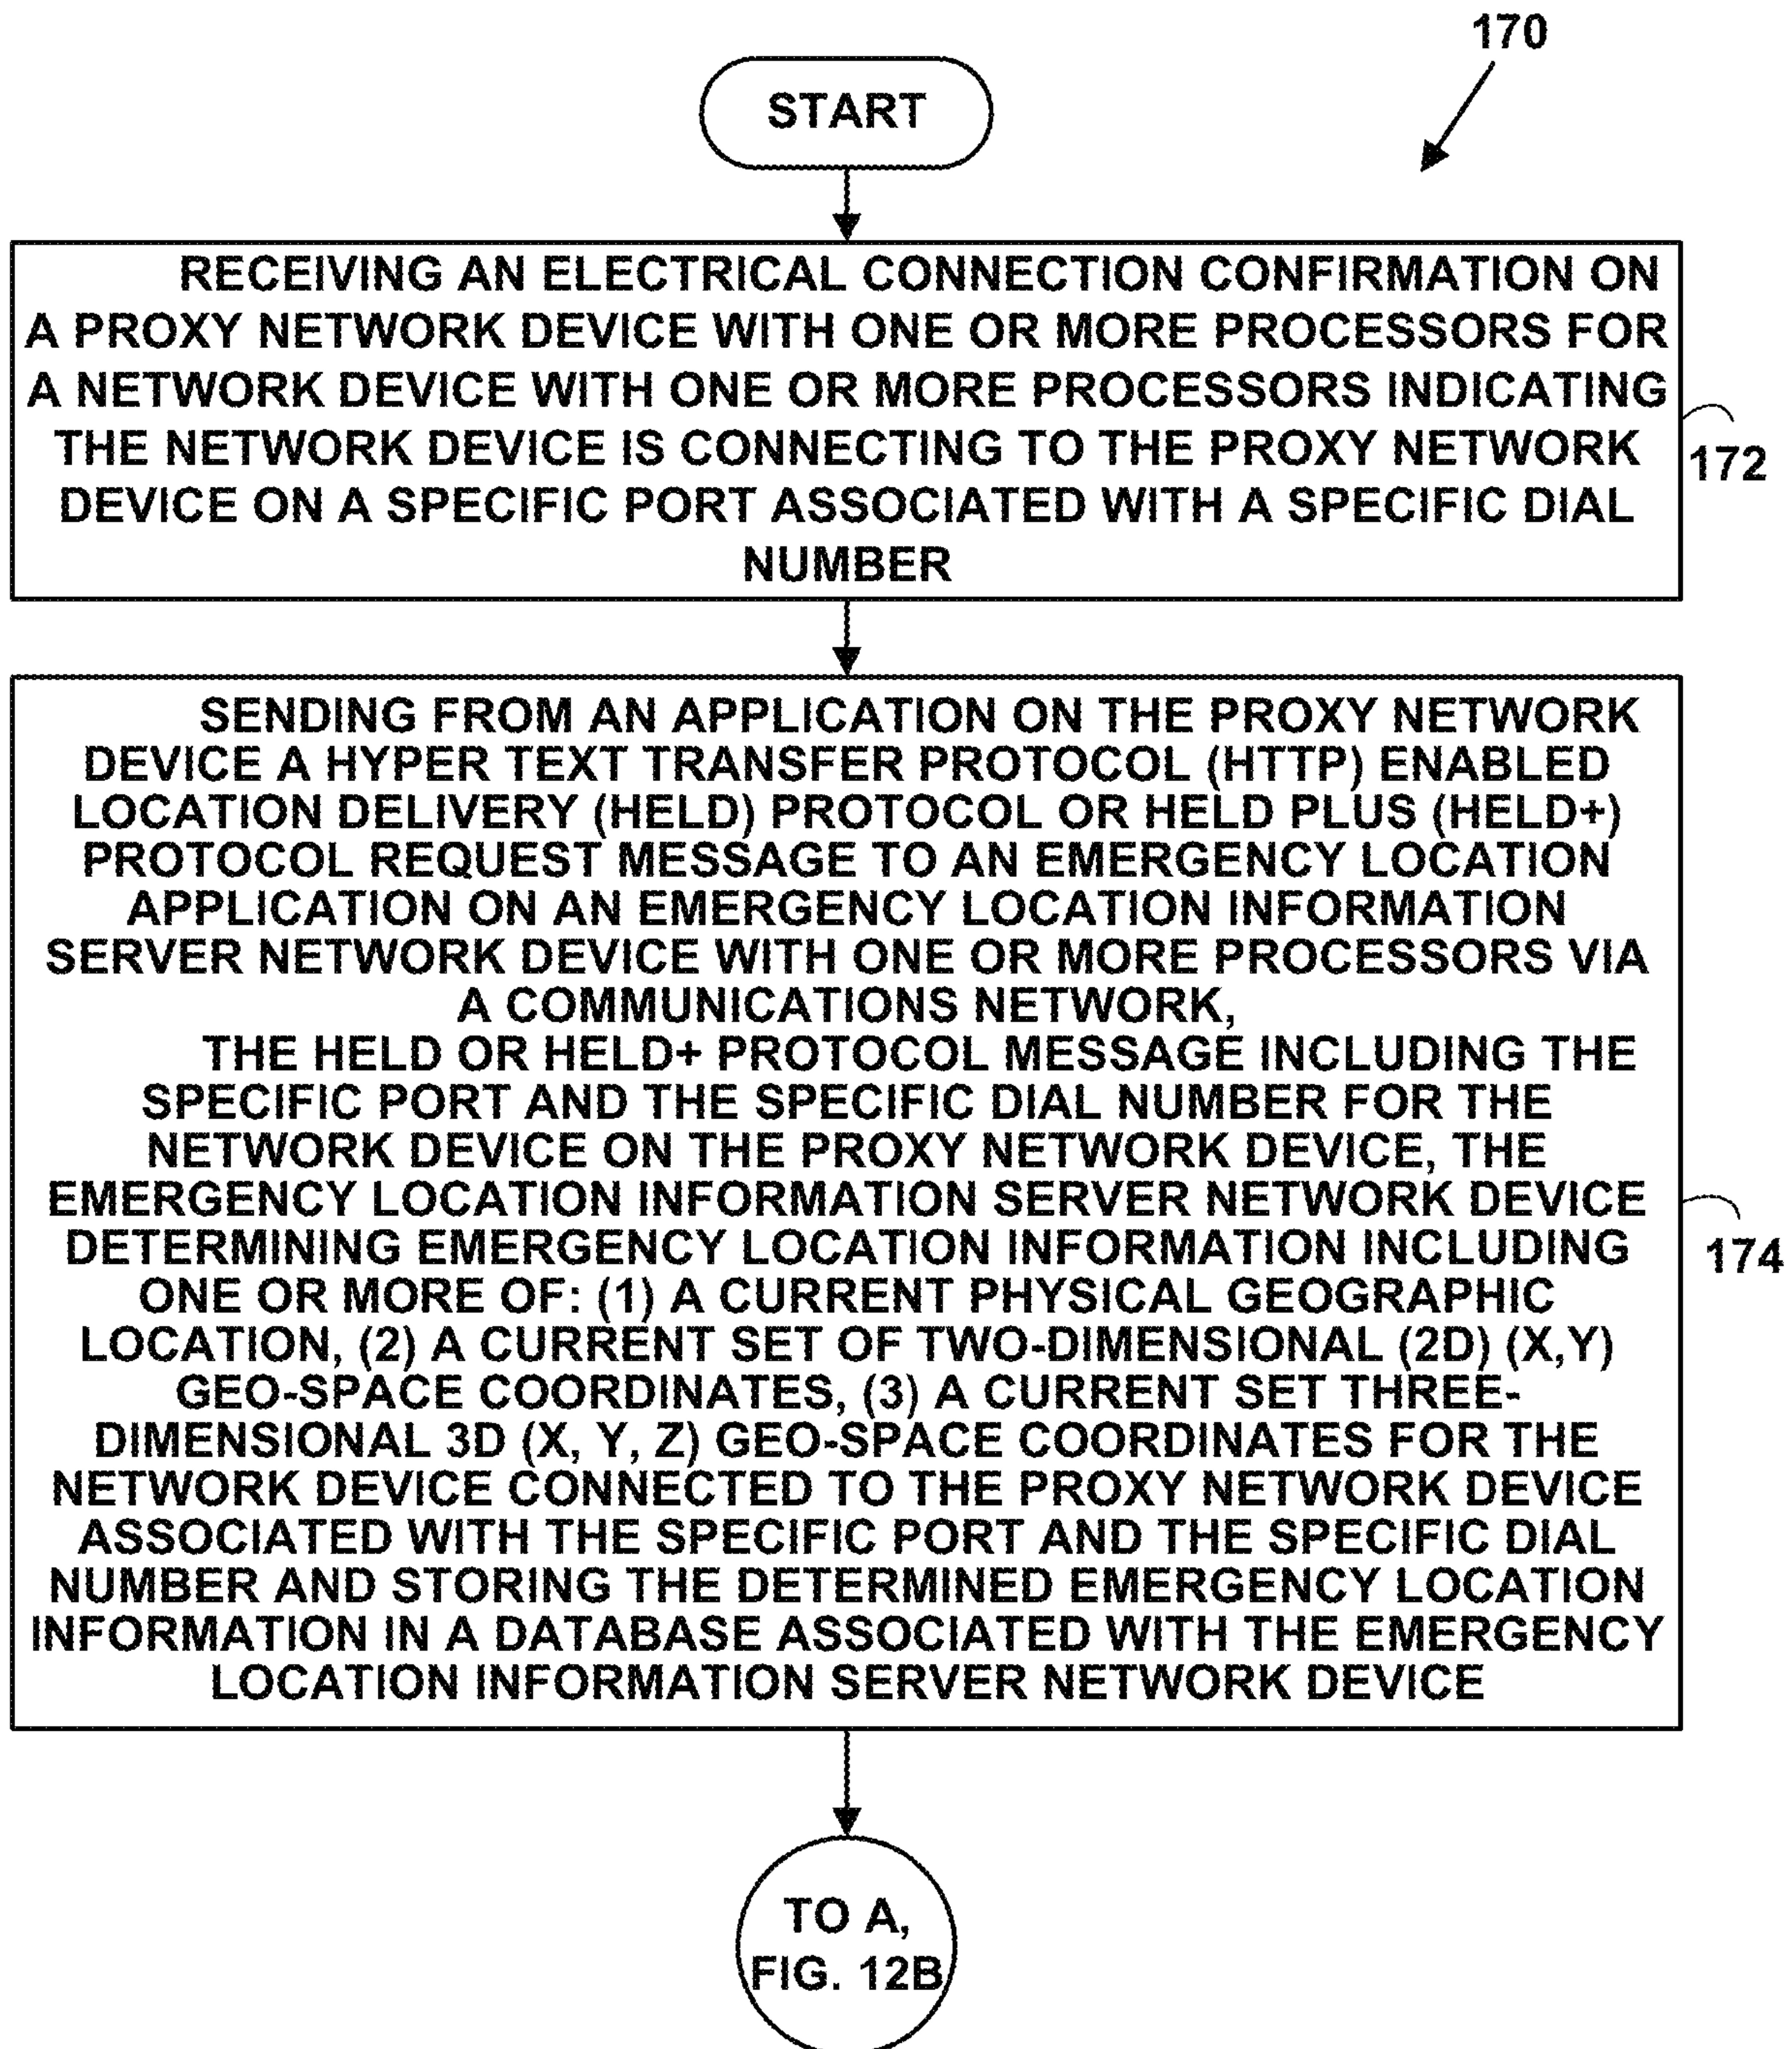 170
START
RECEIVING AN ELECTRICAL CONNECTION CONFIRMATION ON
A PROXY NETWORK DEVICE WITH ONE OR MORE PROCESSORS FOR
A NETWORK DEVICE WITH ONE OR MORE PROCESSORS INDICATING
THE NETWORK DEVICE IS CONNECTING TO THE PROXY NETWORK
DEVICE ON A SPECIFIC PORT ASSOCIATED WITH A SPECIFIC DIAL
NUMBER
172
SENDING FROM AN APPLICATION ON THE PROXY NETWORK
DEVICE A HYPER TEXT TRANSFER PROTOCOL (HTTP) ENABLED
LOCATION DELIVERY (HELD) PROTOCOL OR HELD PLUS (HELD+)
PROTOCOL REQUEST MESSAGE TO AN EMERGENCY LOCATION
APPLICATION ON AN EMERGENCY LOCATION INFORMATION
SERVER NETWORK DEVICE WITH ONE OR MORE PROCESSORS VIA
A COMMUNICATIONS NETWORK,
THE HELD OR HELD+ PROTOCOL MESSAGE INCLUDING THE
SPECIFIC PORT AND THE SPECIFIC DIAL NUMBER FOR THE
NETWORK DEVICE ON THE PROXY NETWORK DEVICE, THE
EMERGENCY LOCATION INFORMATION SERVER NETWORK DEVICE
DETERMINING EMERGENCY LOCATION INFORMATION INCLUDING
ONE OR MORE OF: (1) A CURRENT PHYSICAL GEOGRAPHIC
LOCATION, (2) A CURRENT SET OF TWO-DIMENSIONAL (2D) (X,Y)
GEO-SPACE COORDINATES, (3) A CURRENT SET THREE-
DIMENSIONAL 3D (X, Y, Z) GEO-SPACE COORDINATES FOR THE
NETWORK DEVICE CONNECTED TO THE PROXY NETWORK DEVICE
ASSOCIATED WITH THE SPECIFIC PORT AND THE SPECIFIC DIAL
NUMBER AND STORING THE DETERMINED EMERGENCY LOCATION
INFORMATION IN A DATABASE ASSOCIATED WITH THE EMERGENCY
LOCATION INFORMATION SERVER NETWORK DEVICE
174
TO A,
FIG. 12B